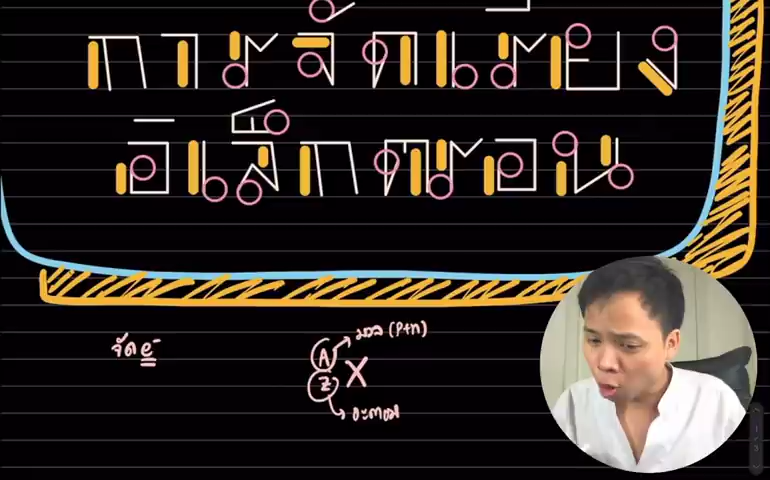 การจัดเรียง
อิเล็กตรอน
จัด e⁻
A → มวล (p+n)
Z X
→ อะตอม